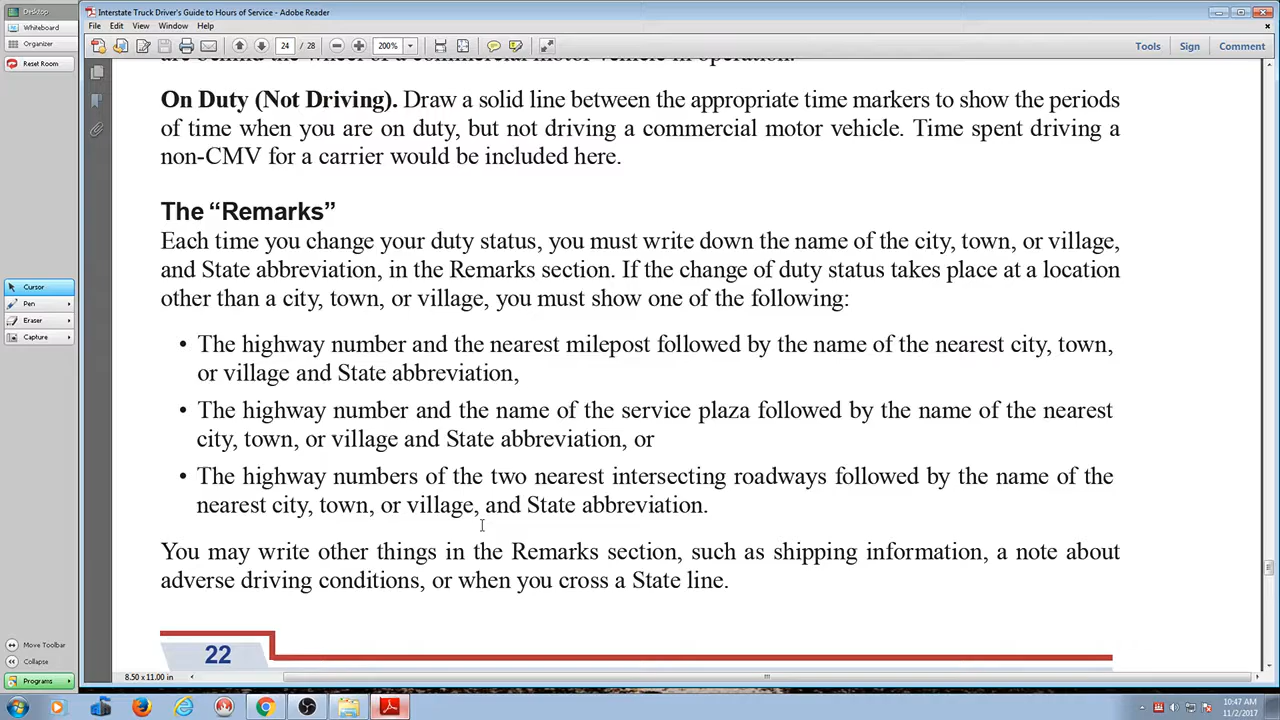 Desktop
Whiteboard
Organizer
Reset Room
Cursor
Pen
Eraser
Capture
Move Toolbar
Collapse
Programs
Interstate Truck Driver's Guide to Hours of Service - Adobe Reader
File Edit View Window Help
24 / 28 200% Tools Sign Comment
are behind the wheel of a commercial motor vehicle in operation.
On Duty (Not Driving). Draw a solid line between the appropriate time markers to show the periods
of time when you are on duty, but not driving a commercial motor vehicle. Time spent driving a
non-CMV for a carrier would be included here.
The “Remarks”
Each time you change your duty status, you must write down the name of the city, town, or village,
and State abbreviation, in the Remarks section. If the change of duty status takes place at a location
other than a city, town, or village, you must show one of the following:
• The highway number and the nearest milepost followed by the name of the nearest city, town,
or village and State abbreviation,
• The highway number and the name of the service plaza followed by the name of the nearest
city, town, or village and State abbreviation, or
• The highway numbers of the two nearest intersecting roadways followed by the name of the
nearest city, town, or village, and State abbreviation.
You may write other things in the Remarks section, such as shipping information, a note about
adverse driving conditions, or when you cross a State line.
22
8.50 x 11.00 in
10:47 AM
11/2/2017